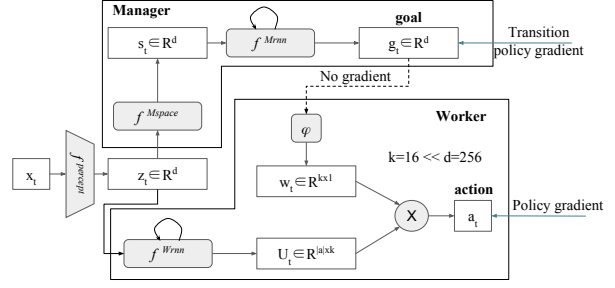 Manager
goal
s_t ∈ R^d
f^Mrnn
g_t ∈ R^d
Transition
policy gradient
No gradient
f^Mspace
Worker
φ
k=16 << d=256
x_t
f^percept
z_t ∈ R^d
w_t ∈ R^kx1
action
X
a_t
Policy gradient
f^Wrnn
U_t ∈ R^|a|xk